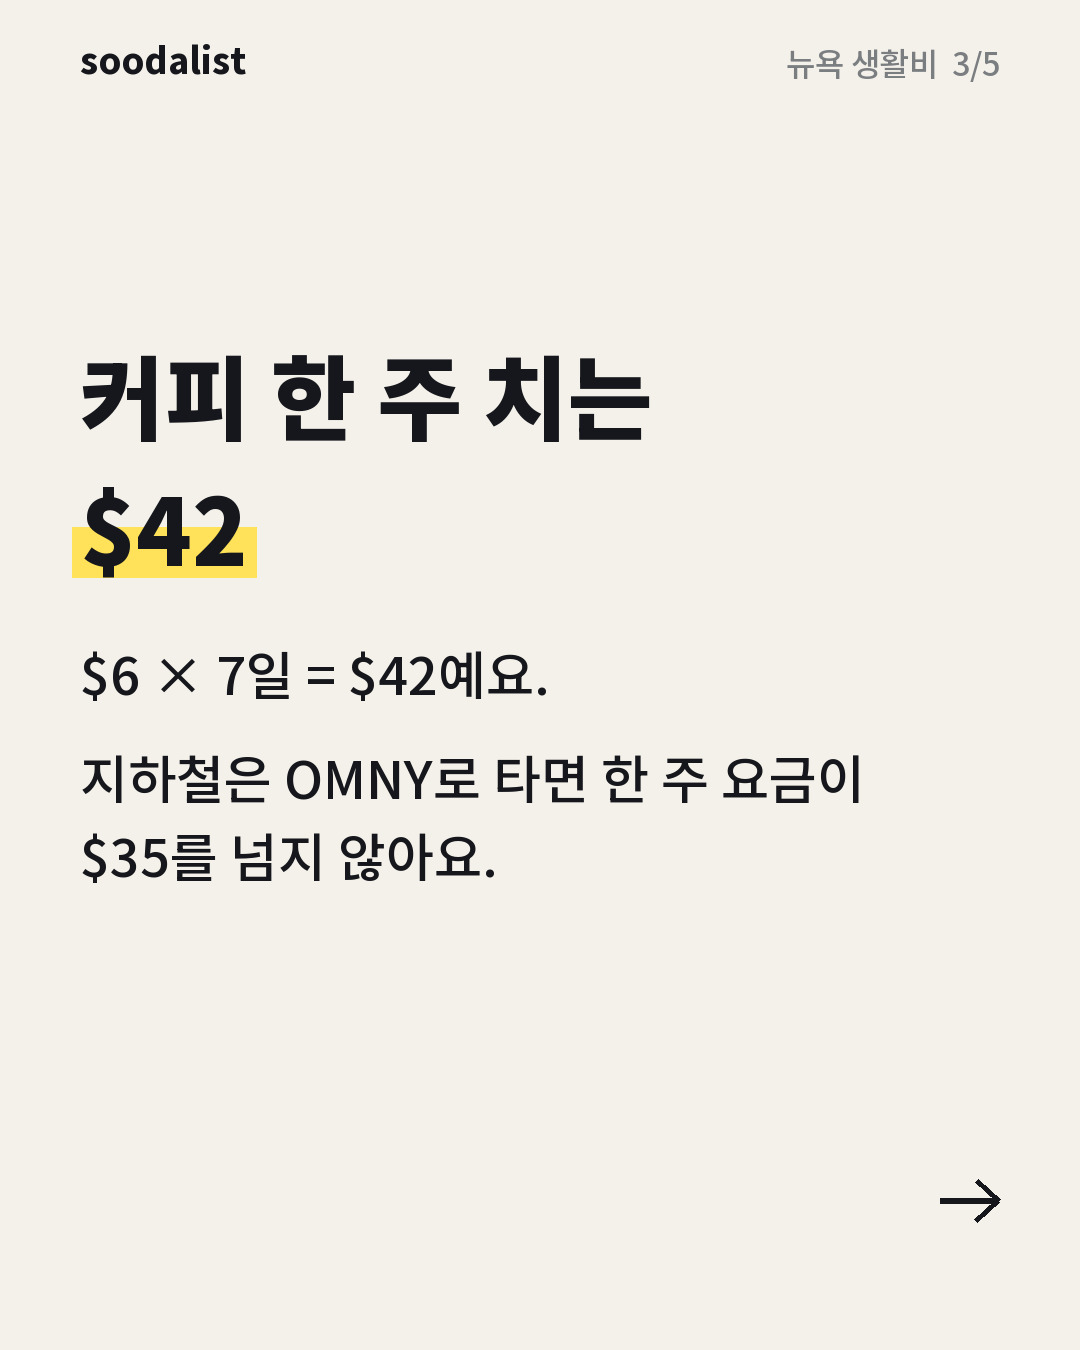 soodalist
뉴욕 생활비 3/5
커피 한 주 치는
$42
$6 × 7일 = $42예요.
지하철은 OMNY로 타면 한 주 요금이
$35를 넘지 않아요.